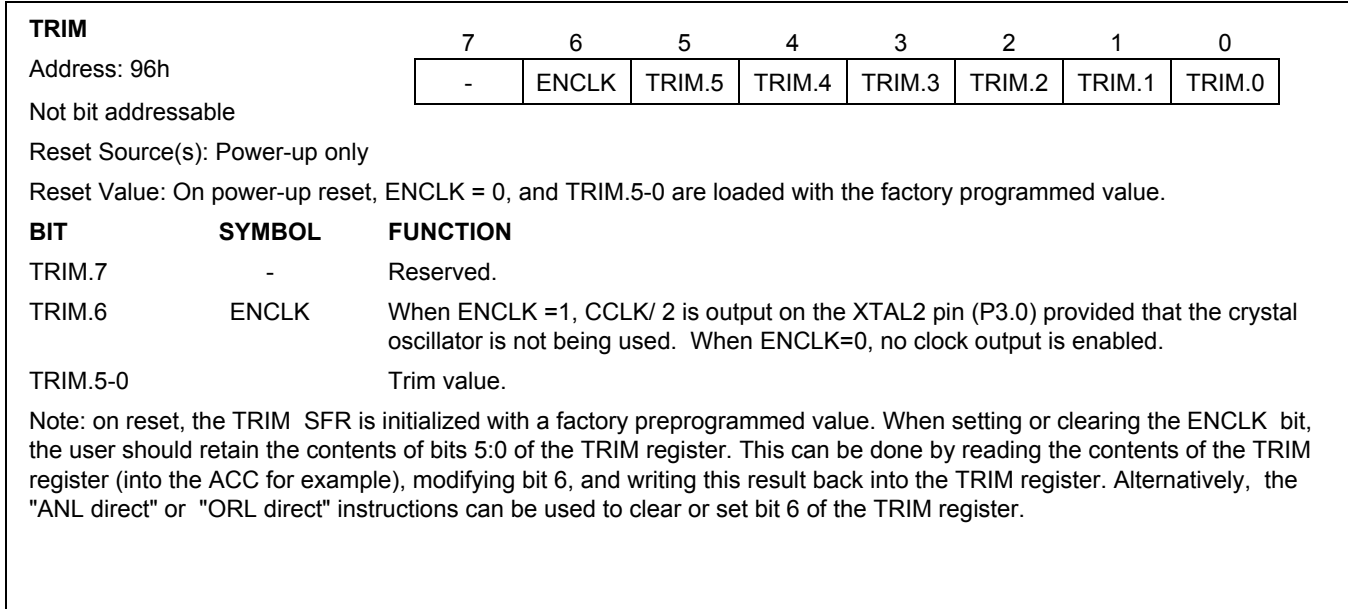 TRIM
7 6 5 4 3 2 1 0
Address: 96h
- ENCLK TRIM.5 TRIM.4 TRIM.3 TRIM.2 TRIM.1 TRIM.0
Not bit addressable
Reset Source(s): Power-up only
Reset Value: On power-up reset, ENCLK = 0, and TRIM.5-0 are loaded with the factory programmed value.
BIT SYMBOL FUNCTION
TRIM.7 - Reserved.
TRIM.6 ENCLK When ENCLK =1, CCLK/ 2 is output on the XTAL2 pin (P3.0) provided that the crystal
oscillator is not being used. When ENCLK=0, no clock output is enabled.
TRIM.5-0 Trim value.
Note: on reset, the TRIM SFR is initialized with a factory preprogrammed value. When setting or clearing the ENCLK bit,
the user should retain the contents of bits 5:0 of the TRIM register. This can be done by reading the contents of the TRIM
register (into the ACC for example), modifying bit 6, and writing this result back into the TRIM register. Alternatively, the
"ANL direct" or "ORL direct" instructions can be used to clear or set bit 6 of the TRIM register.